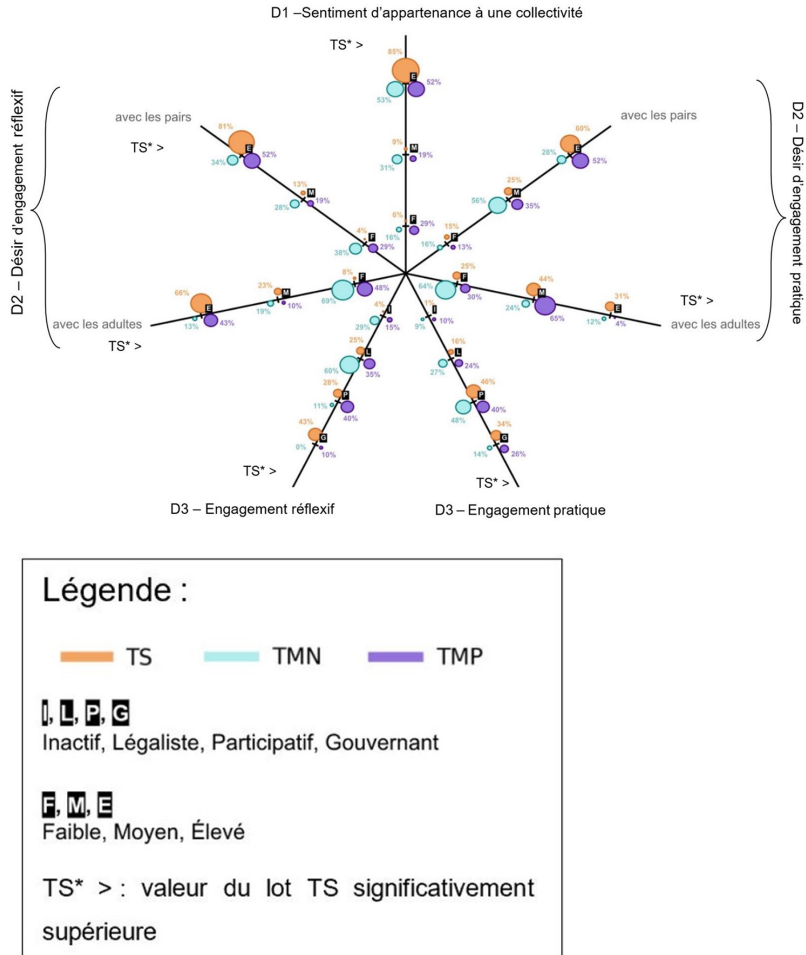 D1 –Sentiment d'appartenance à une collectivité
TS* >
85%
E
53%
52%
9%
M
31%
19%
6%
F
16%
29%
D2 – Désir d'engagement réflexif
avec les pairs
TS* >
81%
E
34%
52%
13%
M
28%
19%
4%
F
38%
29%
66%
E
13%
43%
23%
M
19%
10%
8%
F
69%
48%
avec les adultes
TS* >
D2 – Désir d'engagement pratique
avec les pairs
60%
E
28%
52%
25%
M
56%
35%
15%
F
16%
13%
25%
F
64%
30%
44%
M
24%
65%
31%
E
12%
4%
TS* >
avec les adultes
4%
I
29%
15%
25%
L
60%
35%
28%
P
11%
40%
43%
G
0%
10%
TS* >
D3 – Engagement réflexif
1%
I
9%
10%
16%
L
27%
24%
46%
P
48%
40%
34%
G
14%
26%
TS* >
D3 – Engagement pratique
Légende :
TS TMN TMP
I, L, P, G
Inactif, Légaliste, Participatif, Gouvernant
F, M, E
Faible, Moyen, Élevé
TS* > : valeur du lot TS significativement
supérieure